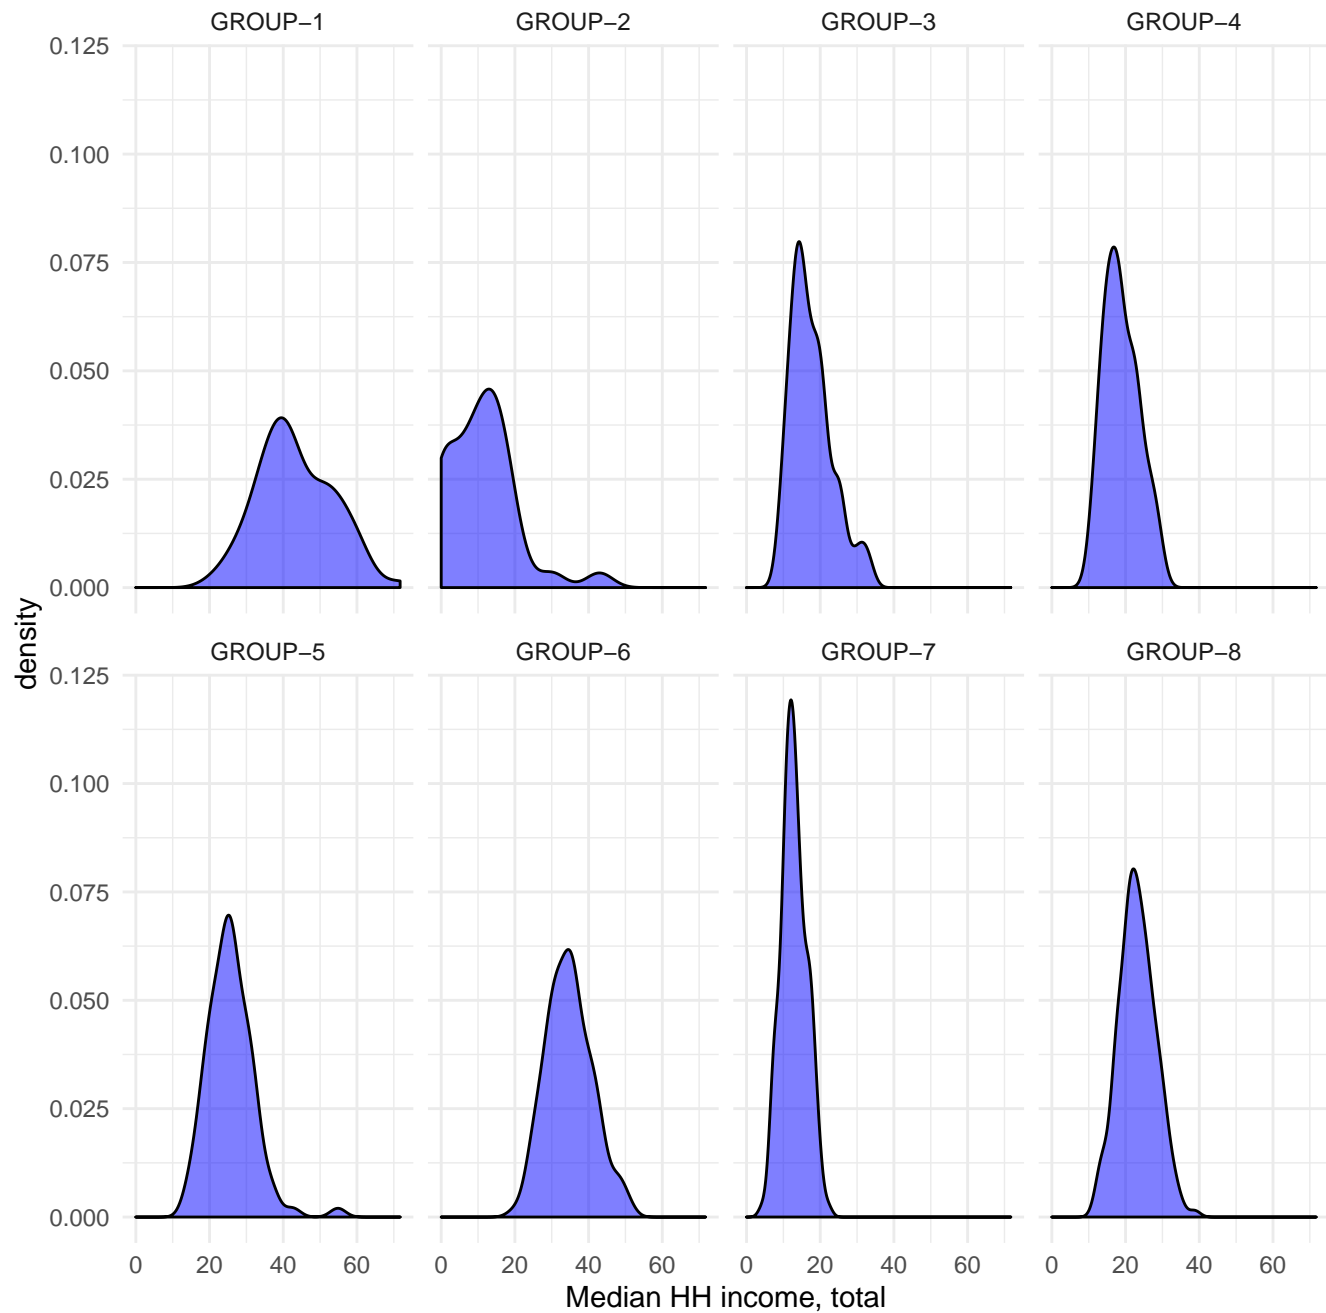 GROUP−1 GROUP−2 GROUP−3 GROUP−4
0.125
0.100
0.075
0.050
0.025
0.000
density
GROUP−5 GROUP−6 GROUP−7 GROUP−8
0.125
0.100
0.075
0.050
0.025
0.000
0 20 40 60 0 20 40 60 0 20 40 60 0 20 40 60
Median HH income, total